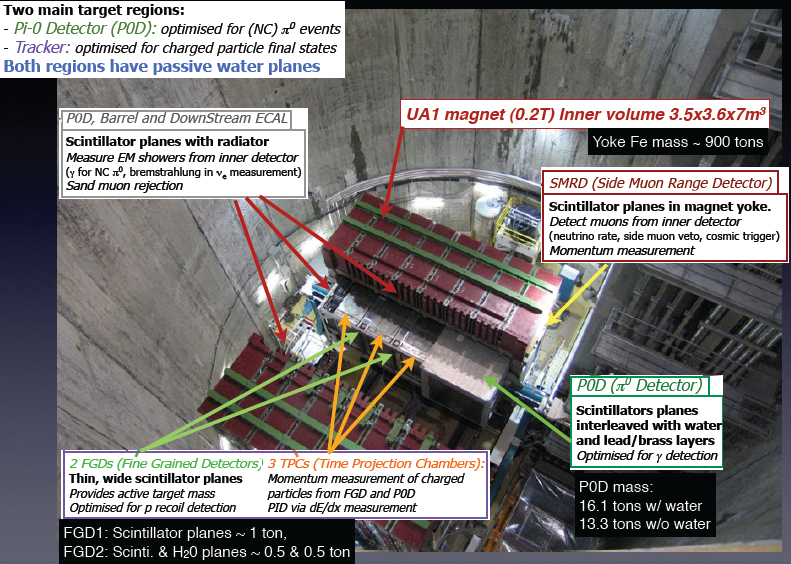 Two main target regions:
- Pi-0 Detector (P0D): optimised for (NC) π⁰ events
- Tracker: optimised for charged particle final states
Both regions have passive water planes
P0D, Barrel and DownStream ECAL
Scintillator planes with radiator
Measure EM showers from inner detector
(γ for NC π⁰, bremstrahlung in νₑ measurement)
Sand muon rejection
UA1 magnet (0.2T) Inner volume 3.5x3.6x7m³
Yoke Fe mass ~ 900 tons
SMRD (Side Muon Range Detector)
Scintillator planes in magnet yoke.
Detect muons from inner detector
(neutrino rate, side muon veto, cosmic trigger)
Momentum measurement
P0D (π⁰ Detector)
Scintillators planes
interleaved with water
and lead/brass layers
Optimised for γ detection
P0D mass:
16.1 tons w/ water
13.3 tons w/o water
2 FGDs (Fine Grained Detectors)
Thin, wide scintillator planes
Provides active target mass
Optimised for p recoil detection
3 TPCs (Time Projection Chambers):
Momentum measurement of charged
particles from FGD and P0D
PID via dE/dx measurement
FGD1: Scintillator planes ~ 1 ton,
FGD2: Scinti. & H₂0 planes ~ 0.5 & 0.5 ton